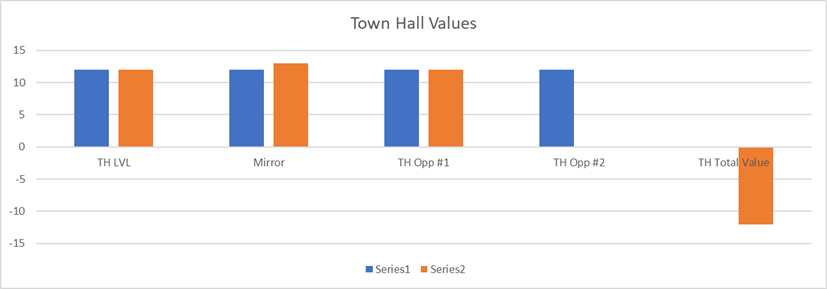 Town Hall Values
15
10
5
0
TH LVL Mirror TH Opp #1 TH Opp #2 TH Total Value
-5
-10
-15
Series1 Series2